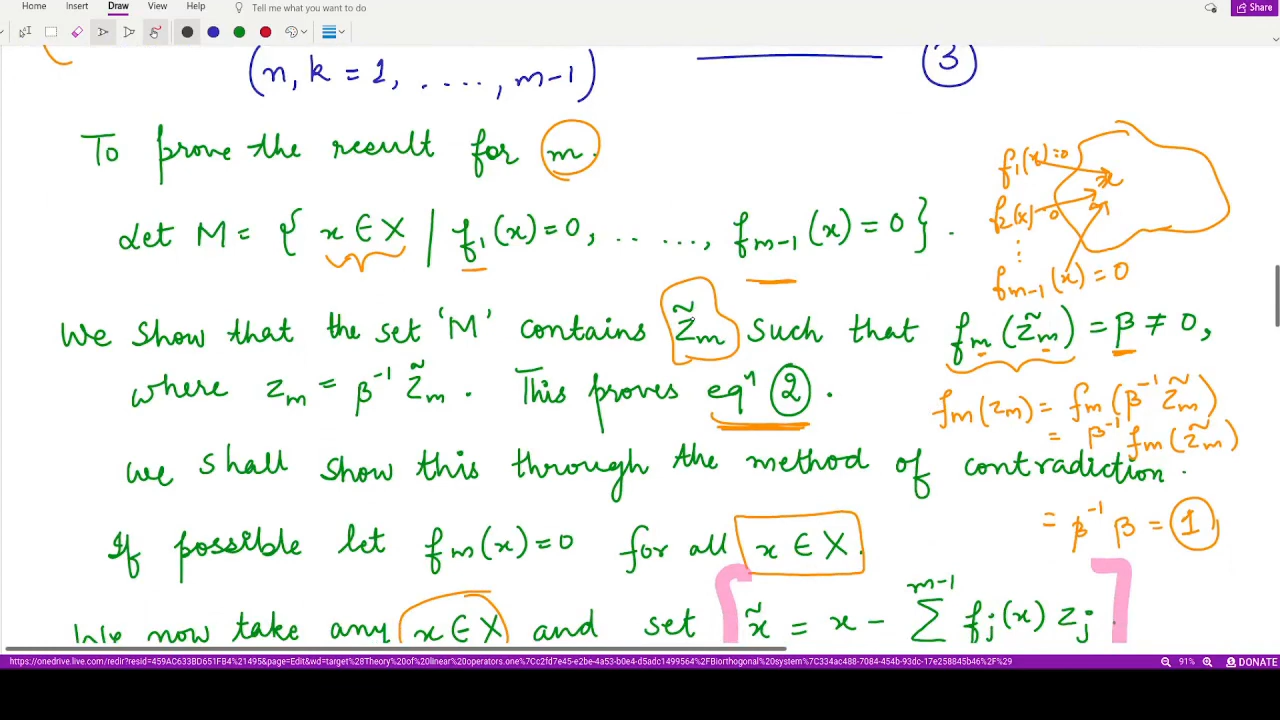 Home Insert Draw View Help Tell me what you want to do Share
(n, k = 1, ....., m-1) 3
To prove the result for m.
Let M = { x ∈ X | f₁(x)=0, ......, fₘ₋₁(x)=0 }.
f₁(x)=0 x
f₂(x)=0
⋮
fₘ₋₁(x)=0
We show that the set 'M' contains z̃ₘ such that fₘ(z̃ₘ) = β ≠ 0,
where zₘ = β⁻¹ z̃ₘ. This proves eqⁿ 2.
fₘ(zₘ) = fₘ(β⁻¹ z̃ₘ)
= β⁻¹ fₘ(z̃ₘ)
= β⁻¹ β = 1
we shall show this through the method of contradiction.
If possible let fₘ(x)=0 for all x ∈ X.
We now take any x ∈ X and set x̃ = x - ∑ᵐ⁻¹ fⱼ(x) zⱼ.
91% DONATE